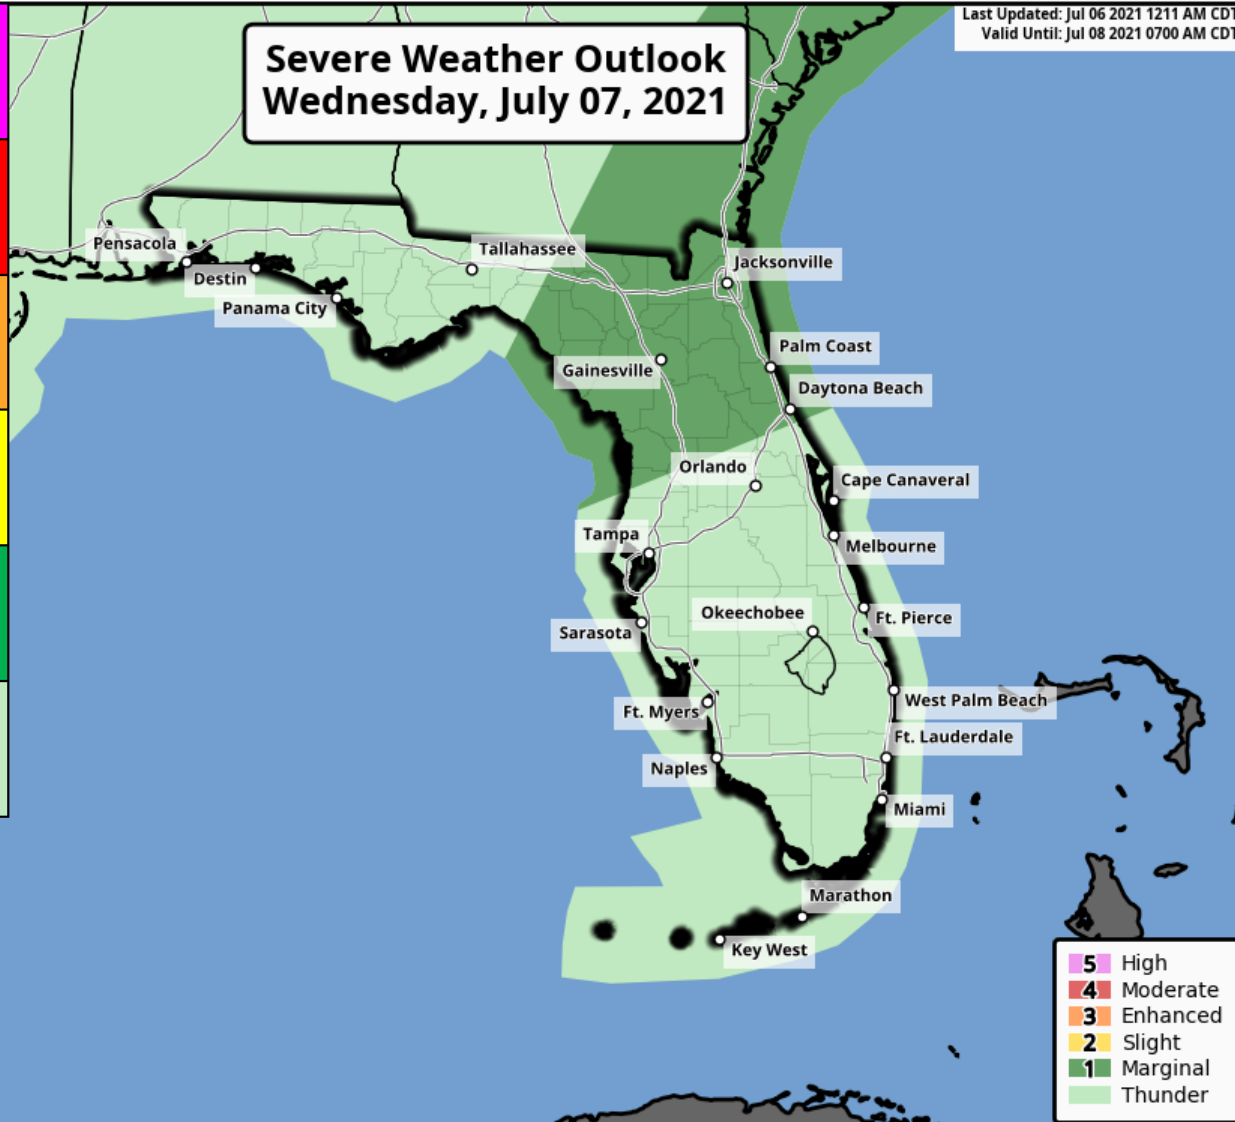 Last Updated: Jul 06 2021 1211 AM CDT
Valid Until: Jul 08 2021 0700 AM CDT
Severe Weather Outlook
Wednesday, July 07, 2021
Pensacola
Tallahassee
Jacksonville
Destin
Panama City
Palm Coast
Gainesville
Daytona Beach
Orlando
Cape Canaveral
Tampa
Melbourne
Okeechobee
Ft. Pierce
Sarasota
West Palm Beach
Ft. Myers
Ft. Lauderdale
Naples
Miami
Marathon
Key West
5 High
4 Moderate
3 Enhanced
2 Slight
1 Marginal
Thunder